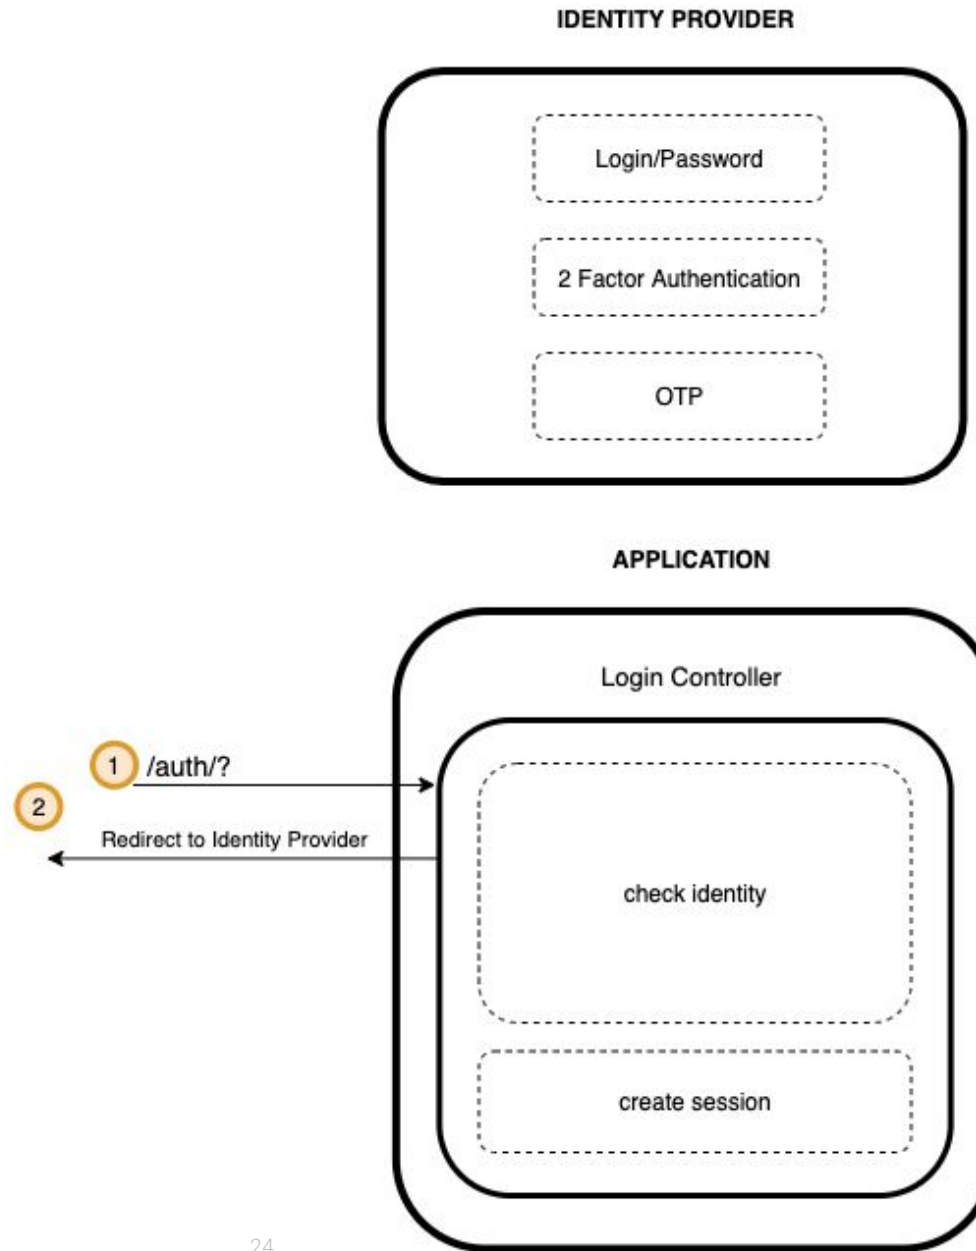 IDENTITY PROVIDER
Login/Password
2 Factor Authentication
OTP
APPLICATION
Login Controller
1 /auth/?
2
Redirect to Identity Provider
check identity
create session
24